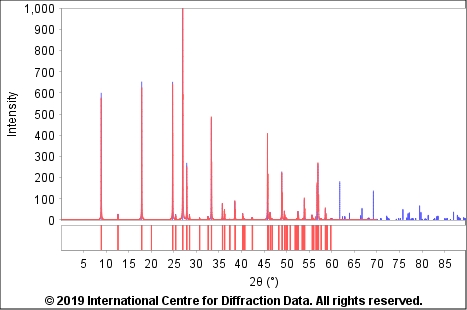 1,000
900
800
700
600
500
400
300
200
100
0
Intensity
5 10 15 20 25 30 35 40 45 50 55 60 65 70 75 80 85
2θ (°)
© 2019 International Centre for Diffraction Data. All rights reserved.